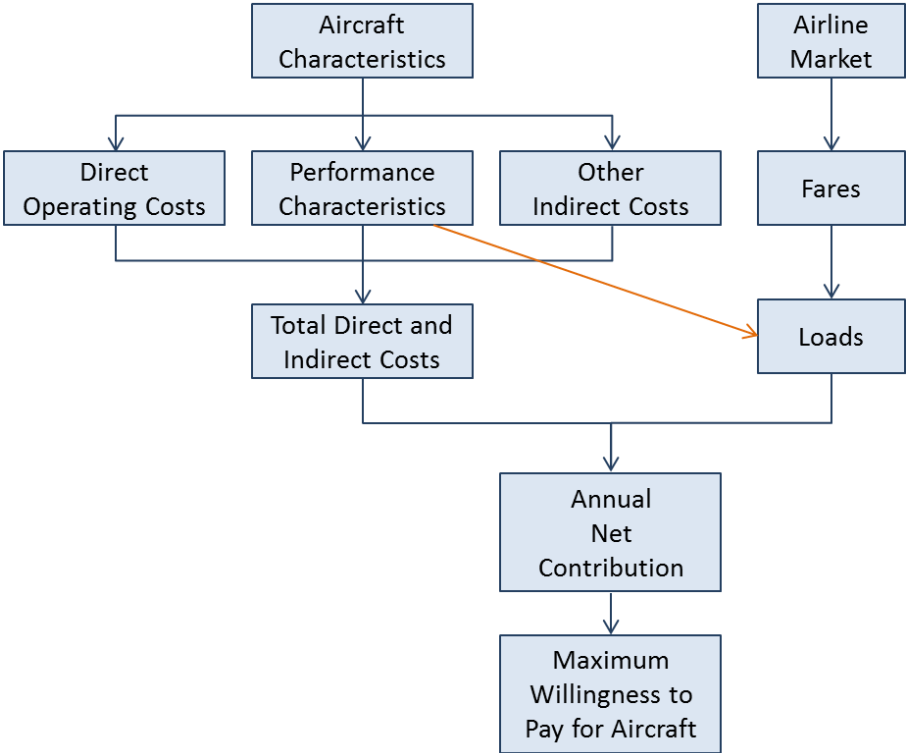 Aircraft
Characteristics
Airline
Market
Direct
Operating Costs
Performance
Characteristics
Other
Indirect Costs
Fares
Total Direct and
Indirect Costs
Loads
Annual
Net
Contribution
Maximum
Willingness to
Pay for Aircraft